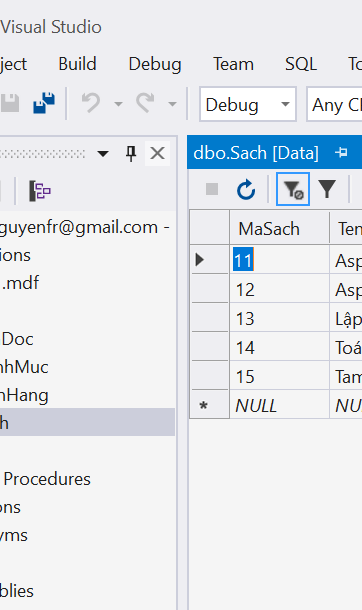 Visual Studio
ject Build Debug Team SQL To
Debug Any C
dbo.Sach [Data]
MaSach Ten
11 Asp
12 Asp
13 Lập
14 Toá
15 Tam
* NULL NU
guyenfr@gmail.com -
ions
.mdf
Doc
nhMuc
nHang
h
Procedures
ons
yms
blies